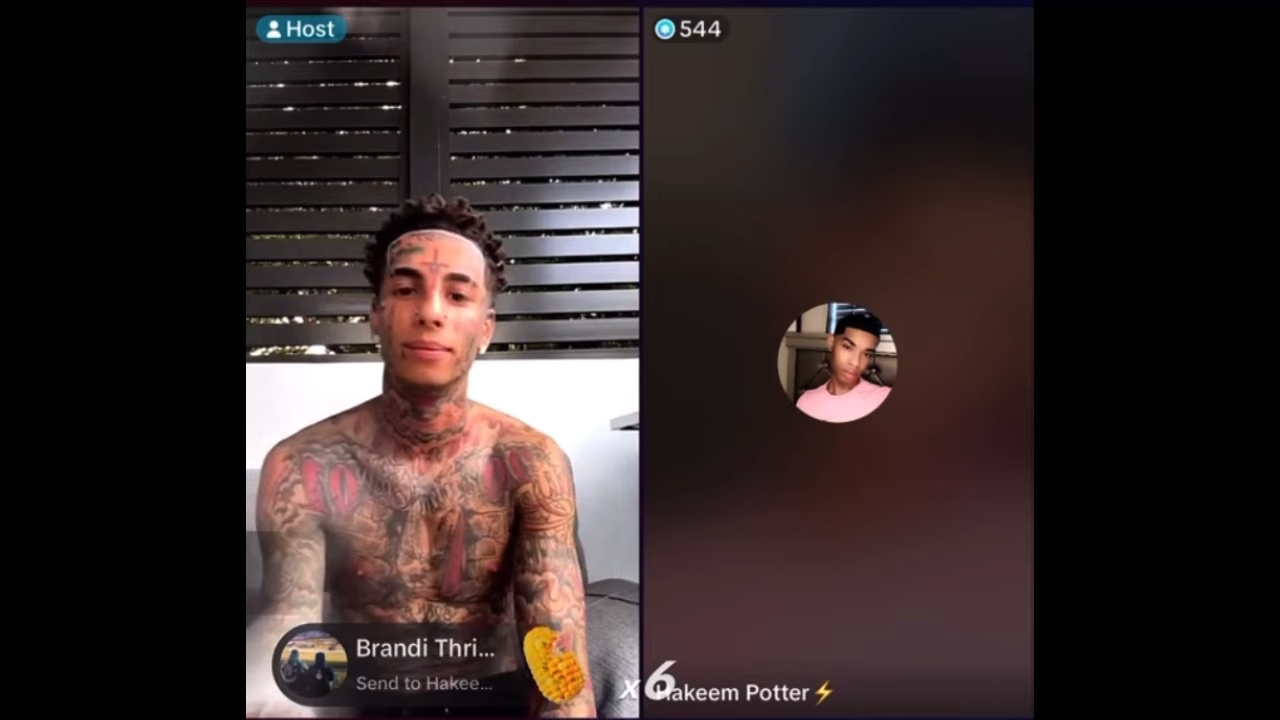 Host
544
Brandi Thri...
Send to Hakee...
x6
Hakeem Potter⚡